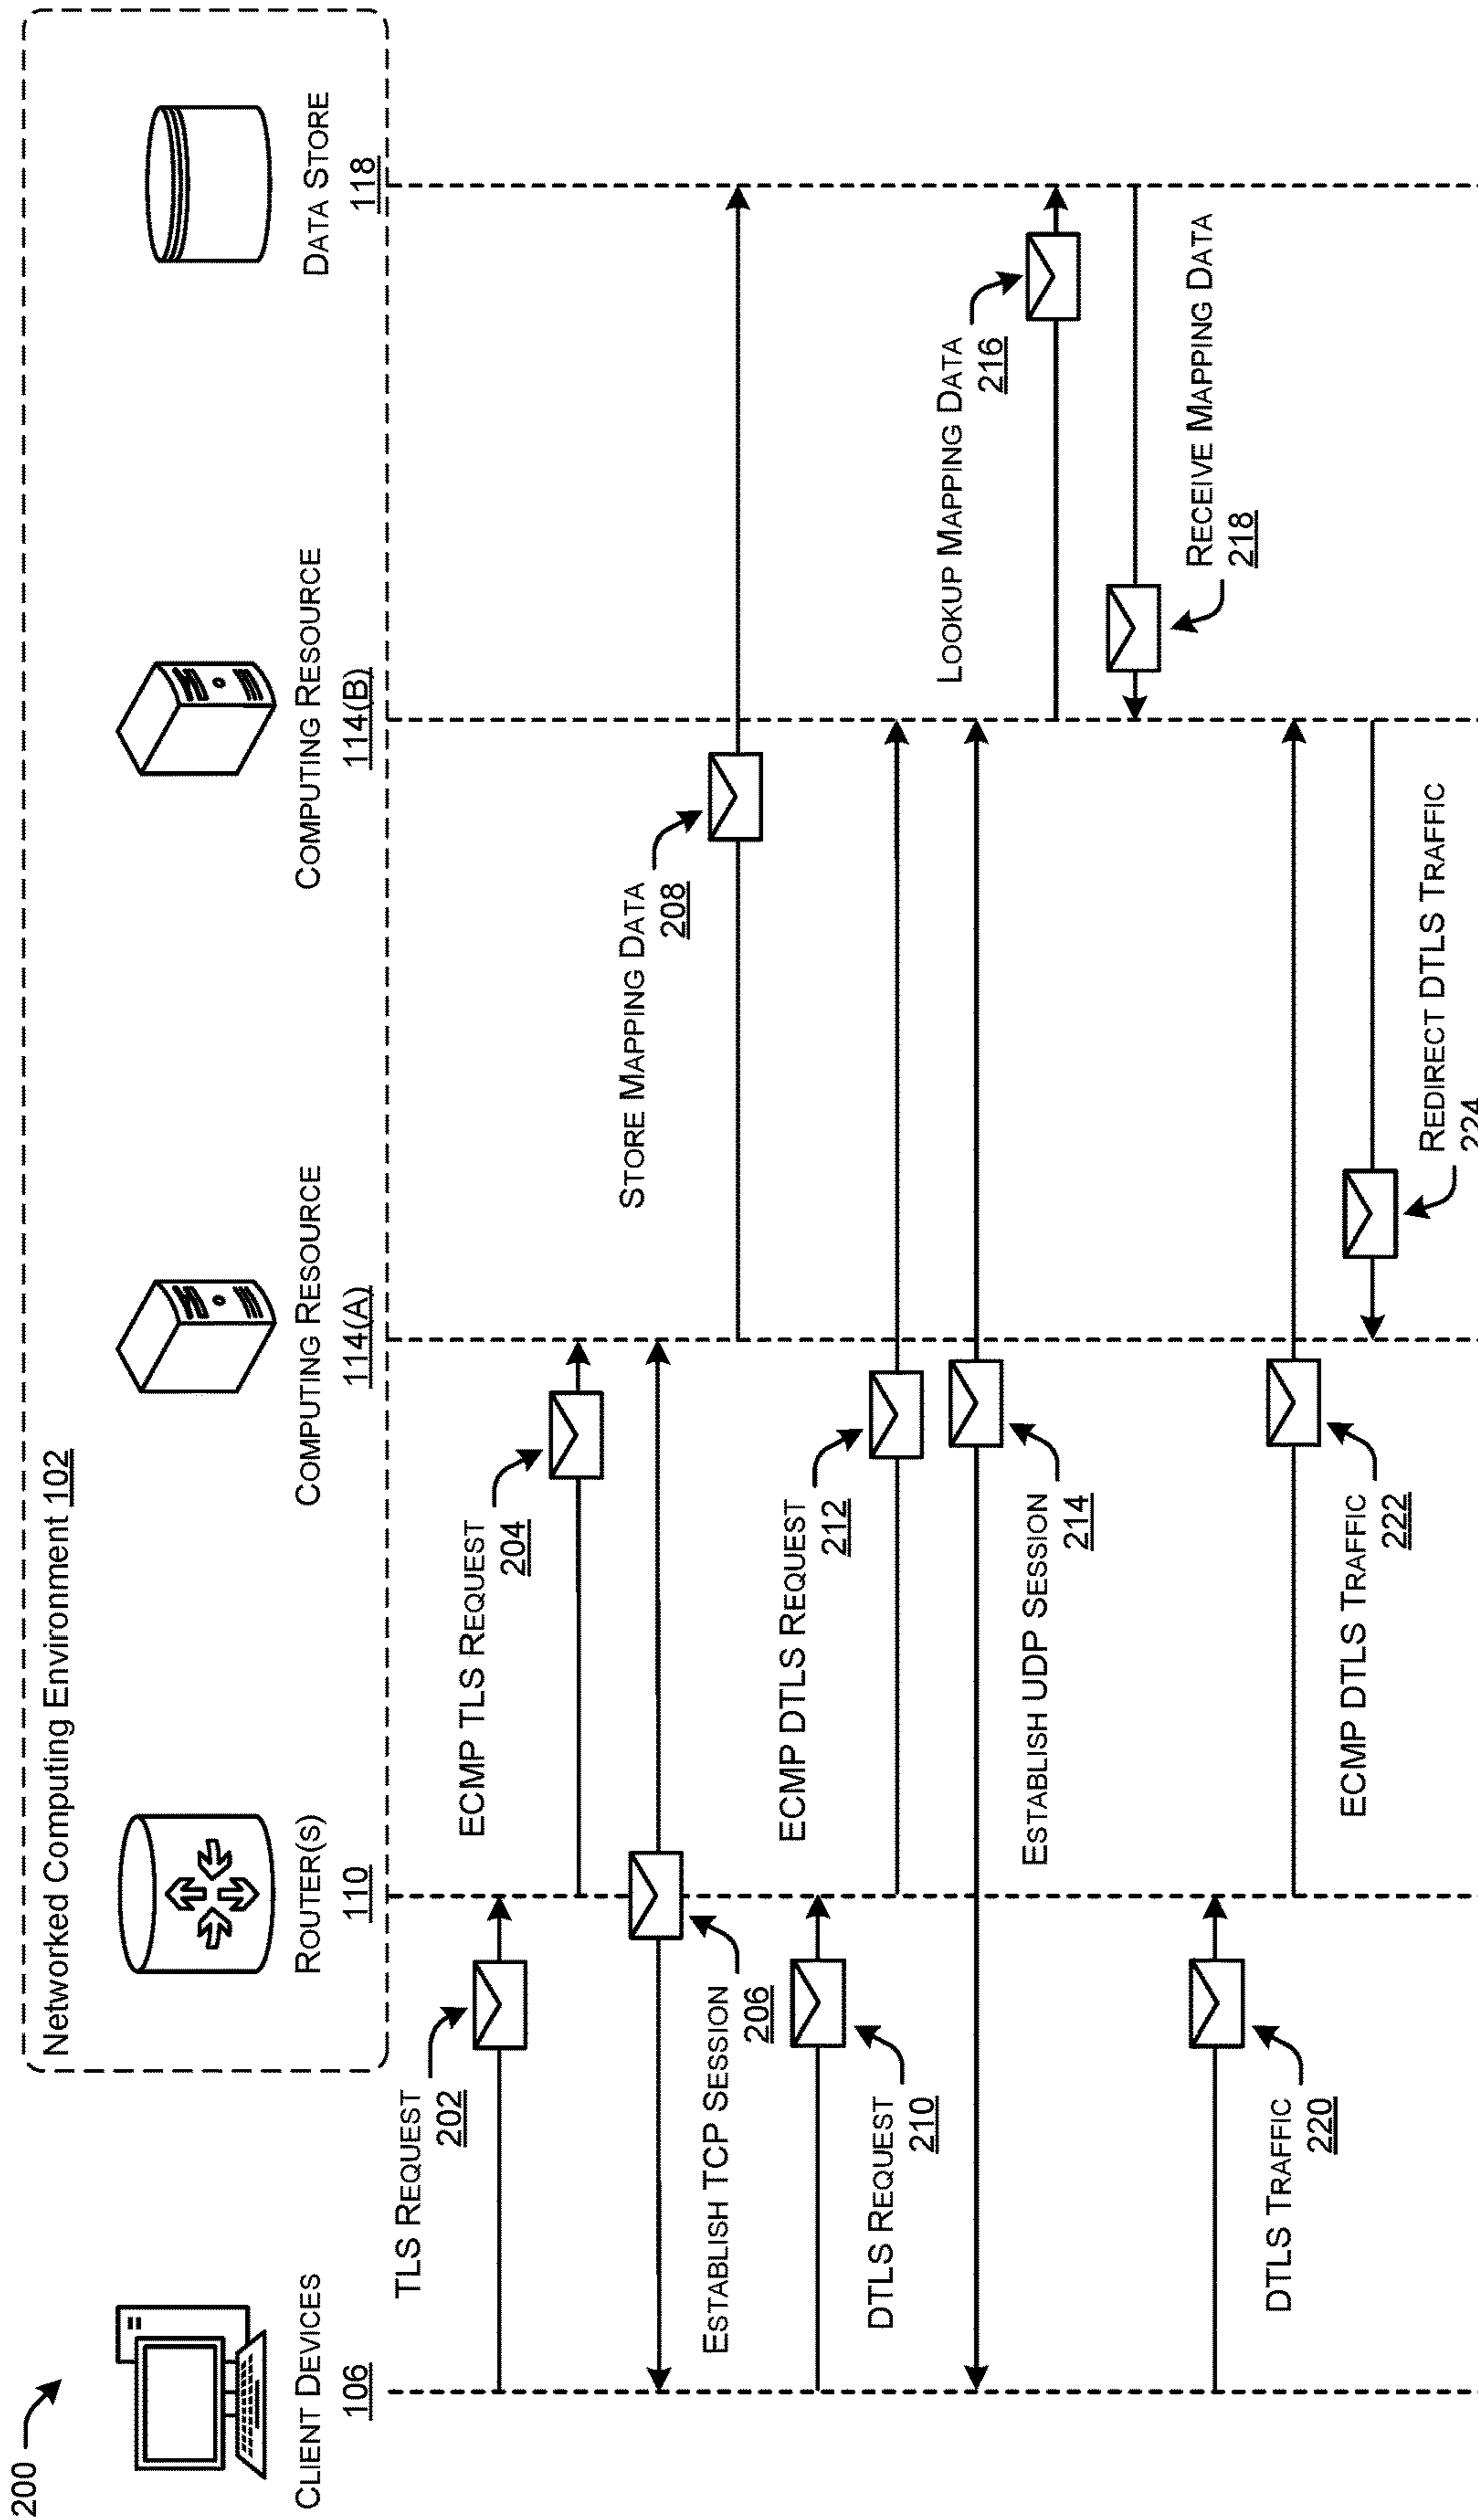 200
Networked Computing Environment 102
CLIENT DEVICES
106
ROUTER(S)
110
COMPUTING RESOURCE
114(A)
COMPUTING RESOURCE
114(B)
DATA STORE
118
TLS REQUEST
202
ECMP TLS REQUEST
204
ESTABLISH TCP SESSION
206
STORE MAPPING DATA
208
DTLS REQUEST
210
ECMP DTLS REQUEST
212
ESTABLISH UDP SESSION
214
LOOKUP MAPPING DATA
216
RECEIVE MAPPING DATA
218
DTLS TRAFFIC
220
ECMP DTLS TRAFFIC
222
REDIRECT DTLS TRAFFIC
224